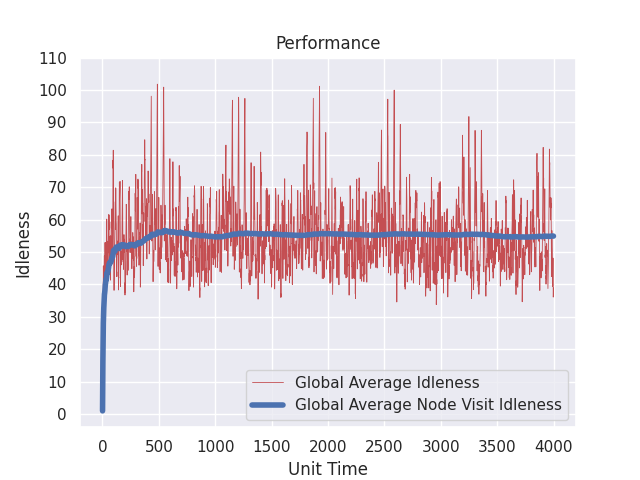 Performance
110
100
90
80
70
60
50
40
30
20
10
0
Idleness
Global Average Idleness
Global Average Node Visit Idleness
0 500 1000 1500 2000 2500 3000 3500 4000
Unit Time